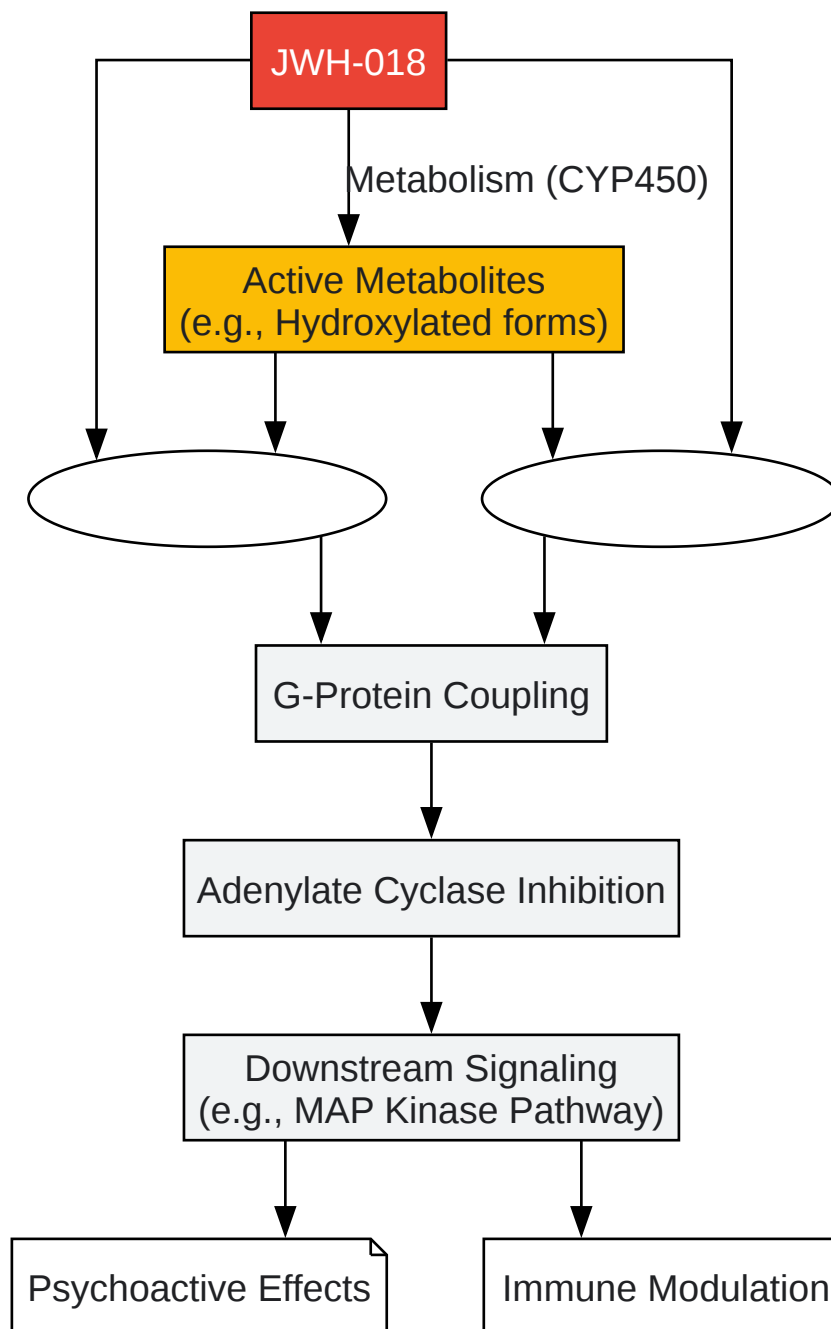 JWH-018
Metabolism (CYP450)
Active Metabolites
(e.g., Hydroxylated forms)
G-Protein Coupling
Adenylate Cyclase Inhibition
Downstream Signaling
(e.g., MAP Kinase Pathway)
Psychoactive Effects
Immune Modulation